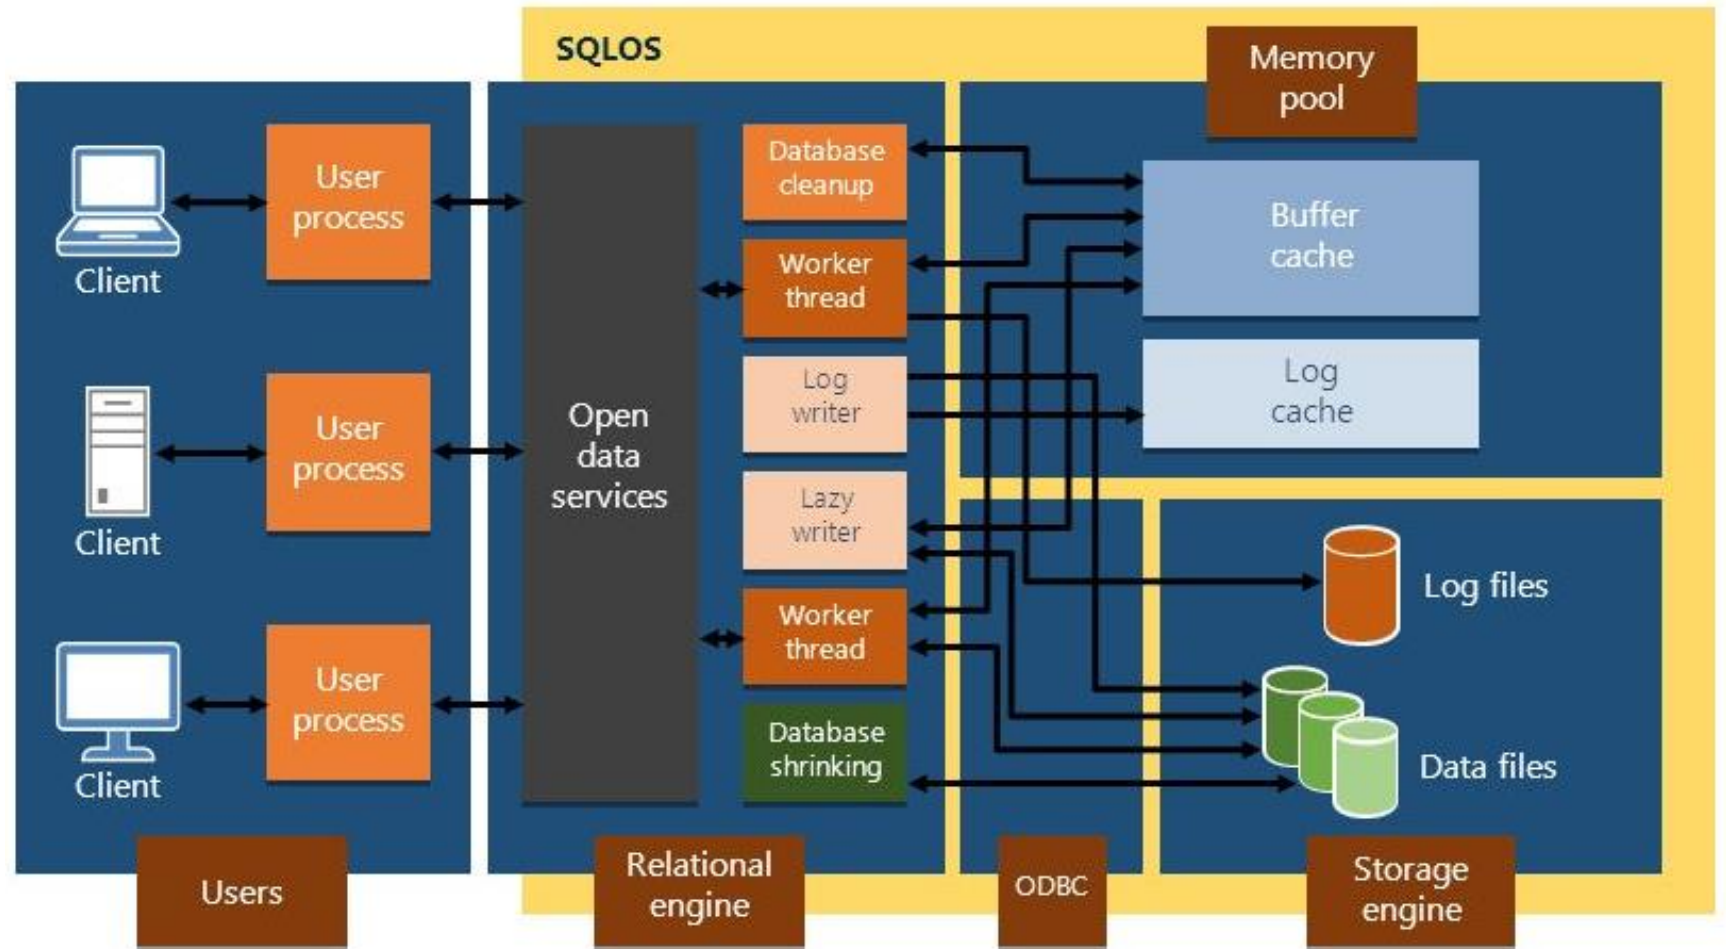 SQLOS
Memory
pool
User
process
Client
User
process
Client
User
process
Client
Users
Open
data
services
Database
cleanup
Worker
thread
Log
writer
Lazy
writer
Worker
thread
Database
shrinking
Relational
engine
Buffer
cache
Log
cache
ODBC
Log files
Data files
Storage
engine